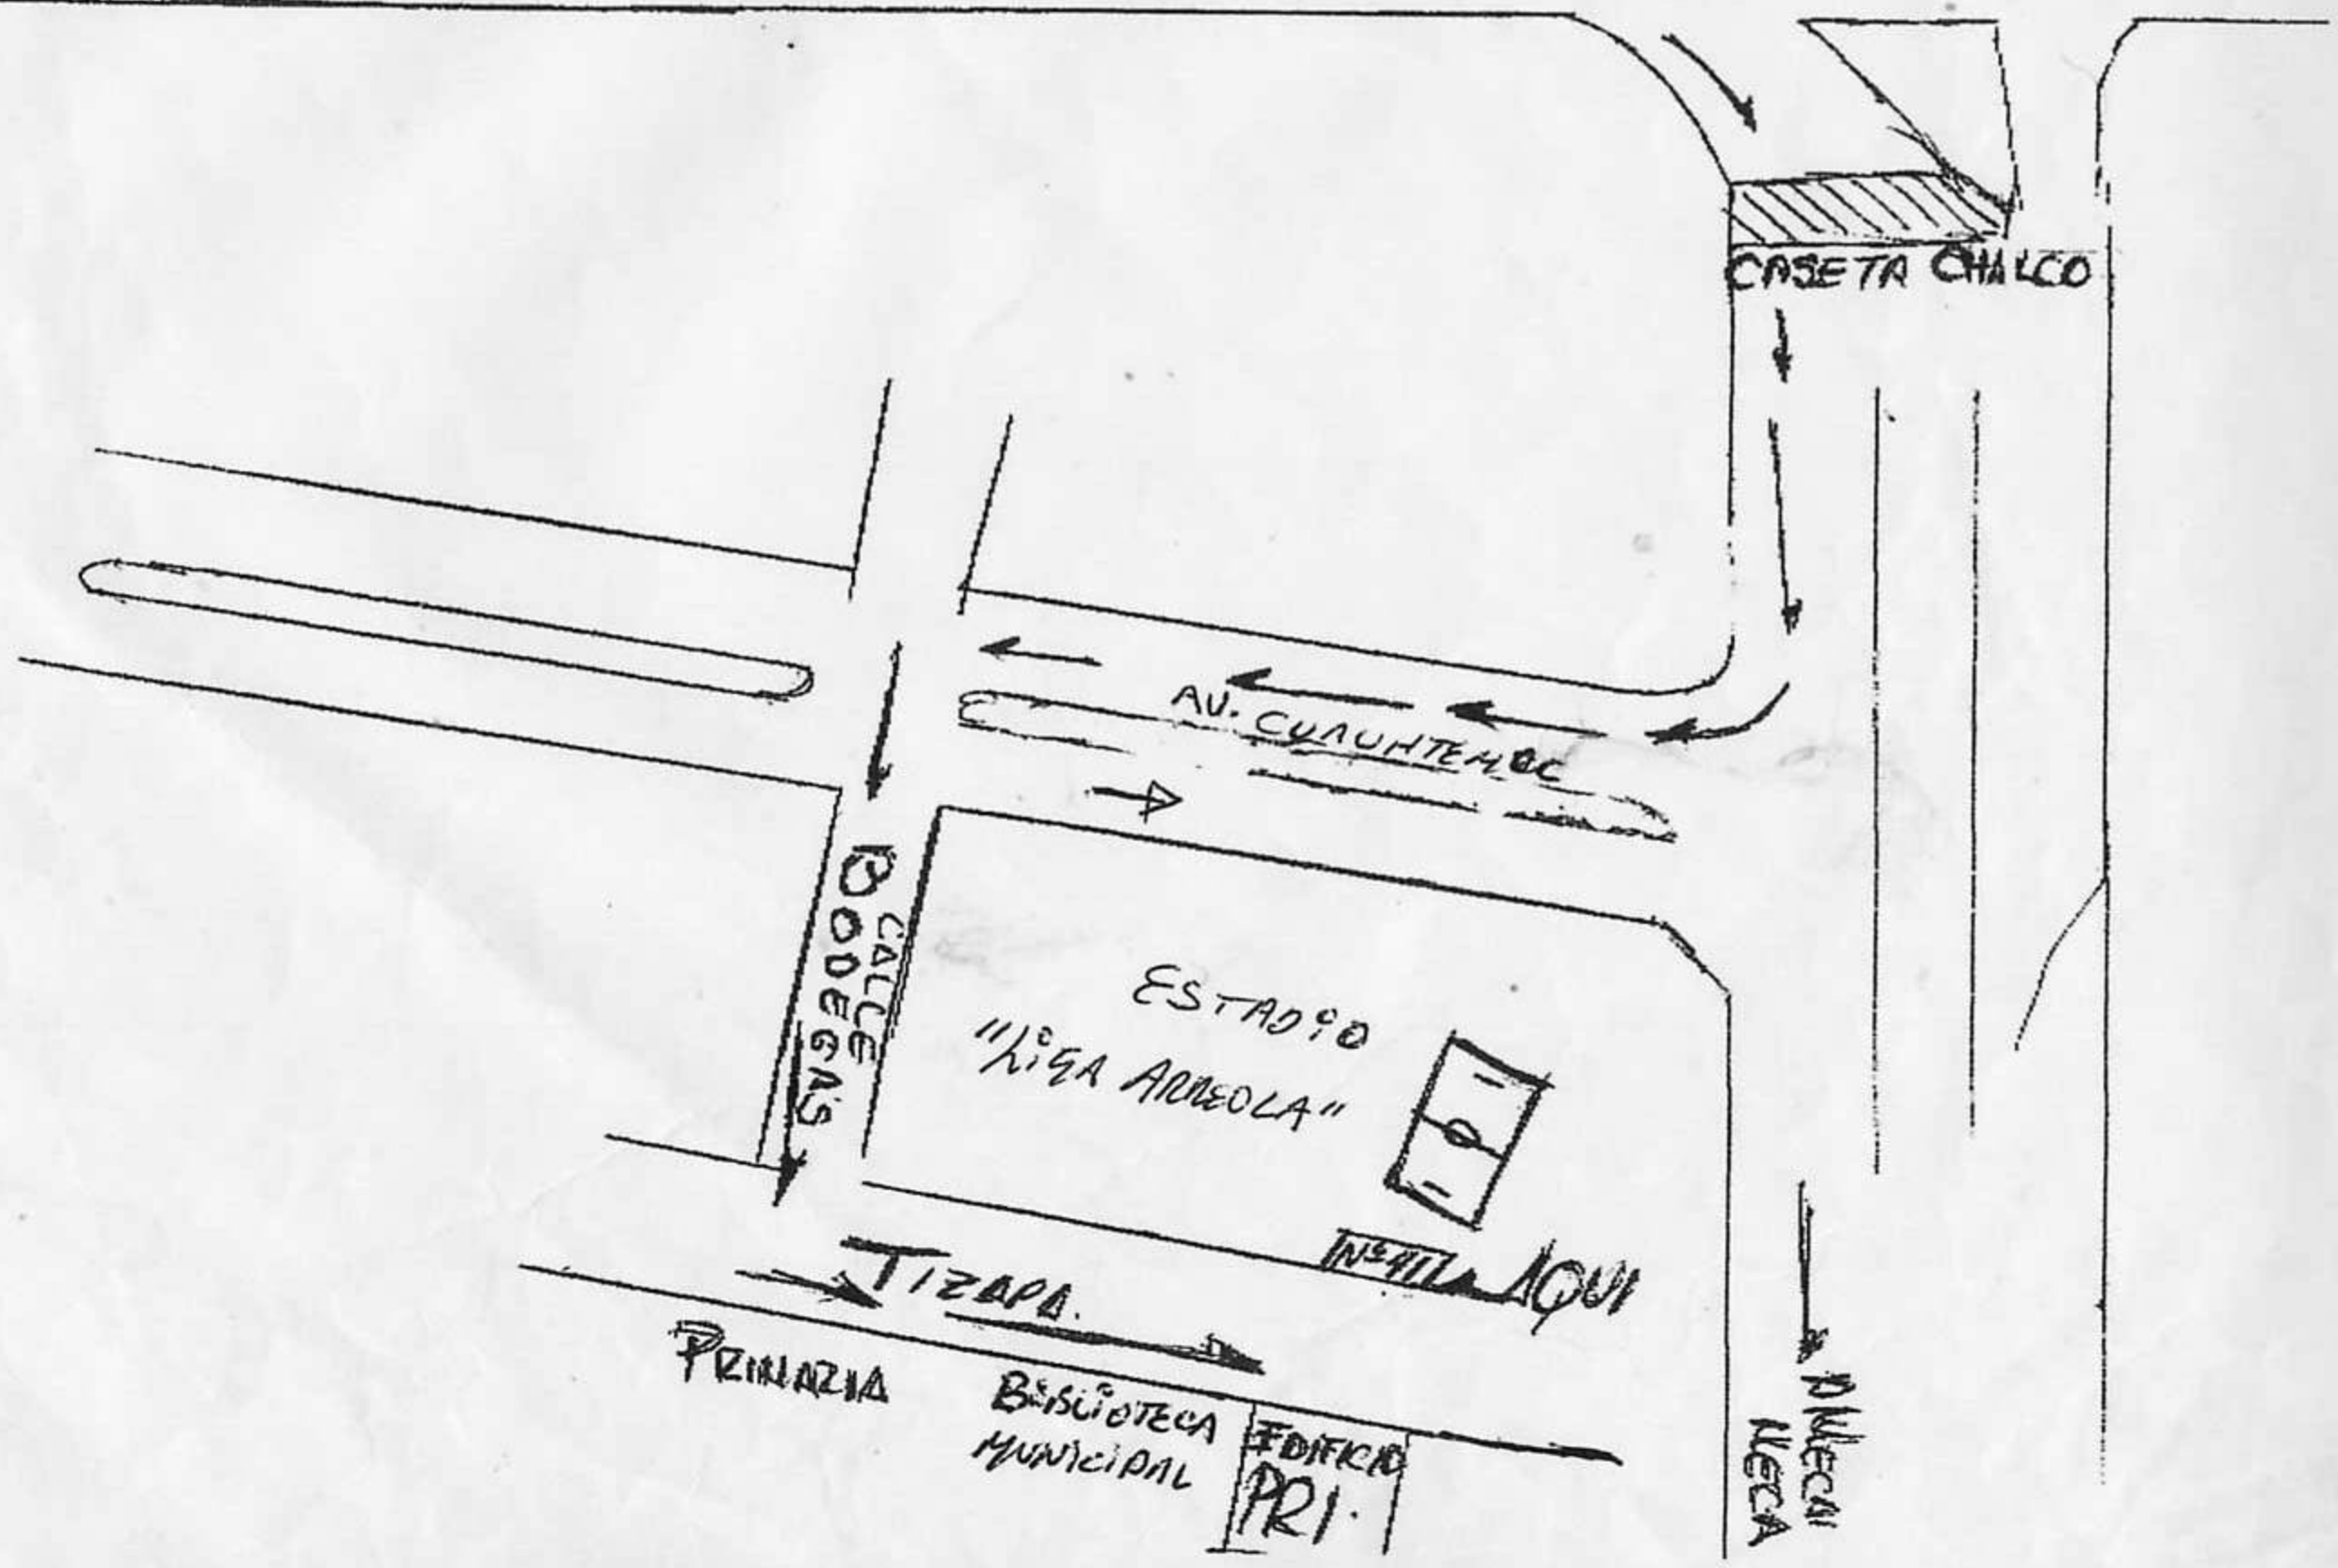 CASETA CHALCO
AV. CUAUHTEMOC
CALLE
BODEGAS
ESTADIO
"LIGA ARREOLA"
AQUI
TIZAPA.
PRIMARIA
BIBLIOTECA
MUNICIPAL
EDIFICIO
PRI.